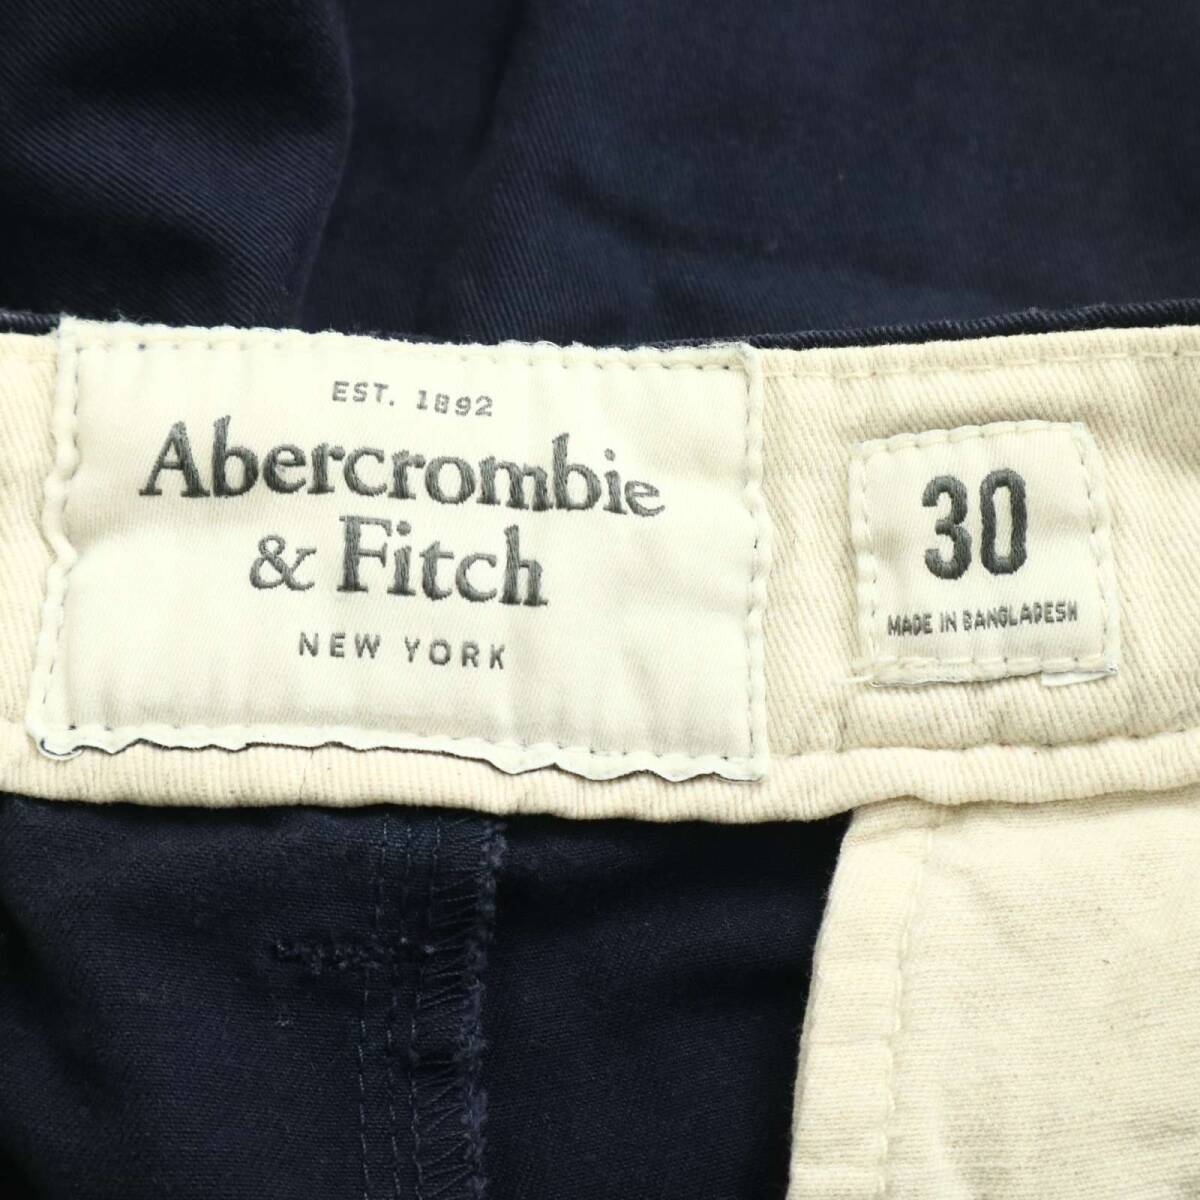 EST. 1892
Abercrombie
& Fitch
NEW YORK
30
MADE IN BANGLADESH